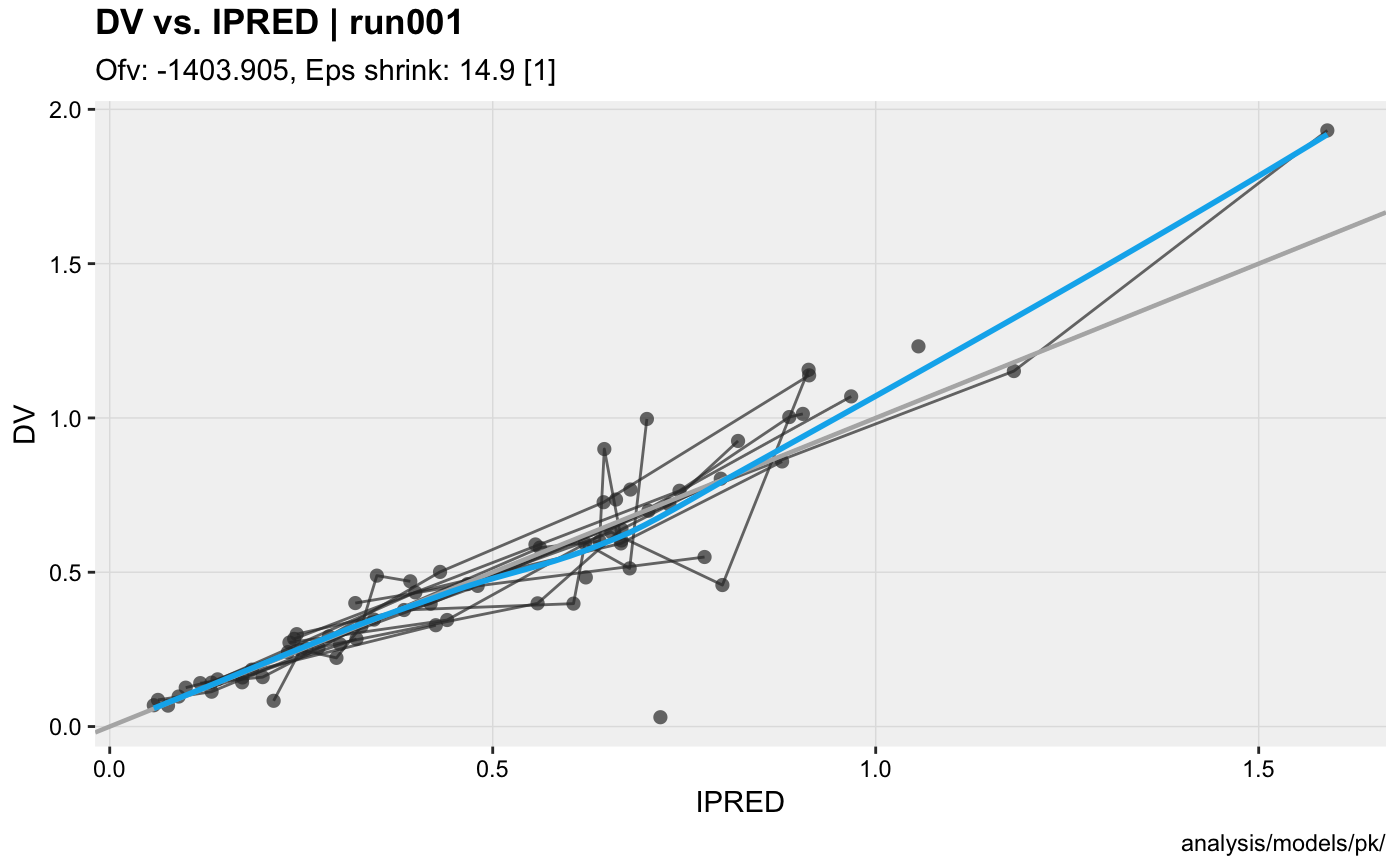 DV vs. IPRED | run001
Ofv: -1403.905, Eps shrink: 14.9 [1]
2.0
1.5
1.0
0.5
0.0
DV
0.0 0.5 1.0 1.5
IPRED
analysis/models/pk/